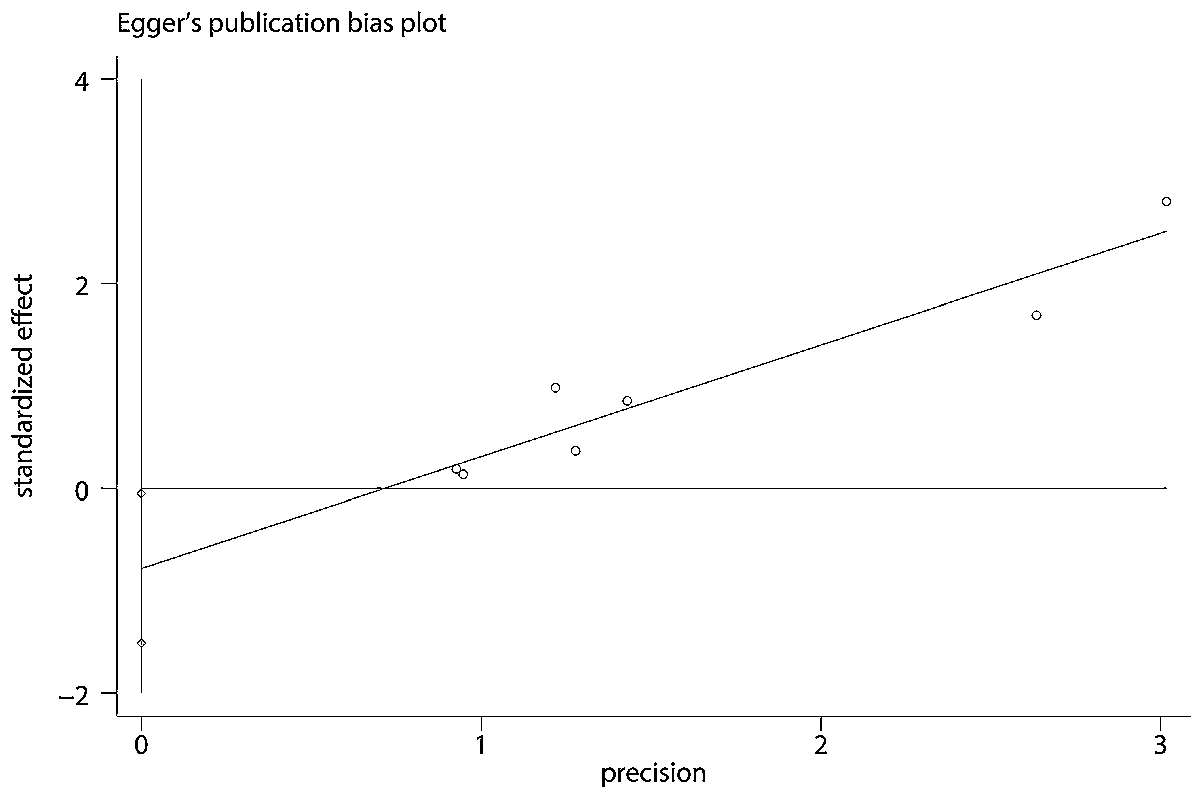 Egger's publication bias plot
4
2
0
−2
standardized effect
0 1 2 3
precision